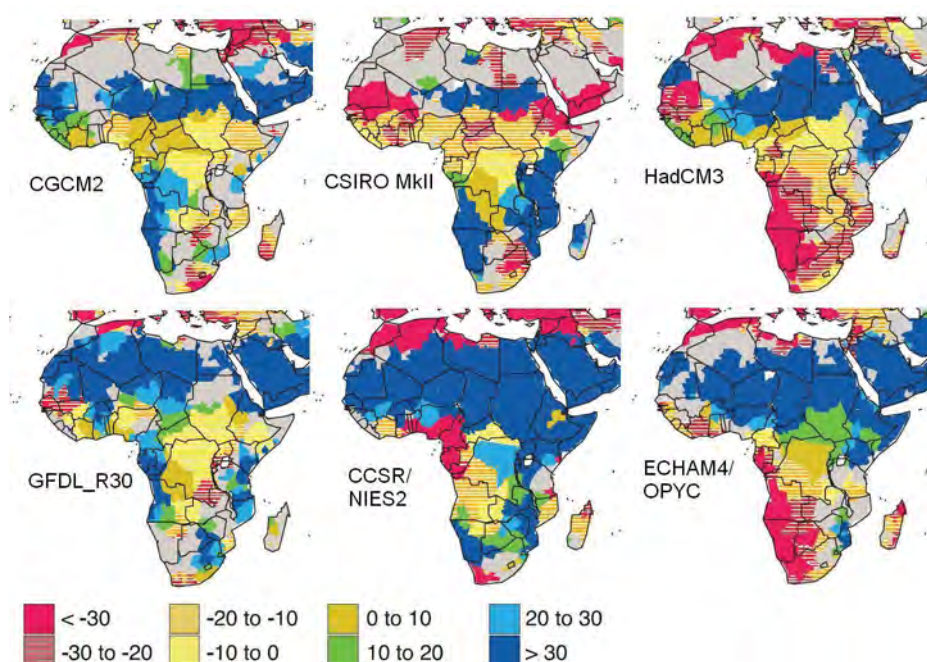 CGCM2
CSIRO MkII
HadCM3
GFDL_R30
CCSR/
NIES2
ECHAM4/
OPYC
< -30
-20 to -10
0 to 10
20 to 30
-30 to -20
-10 to 0
10 to 20
> 30